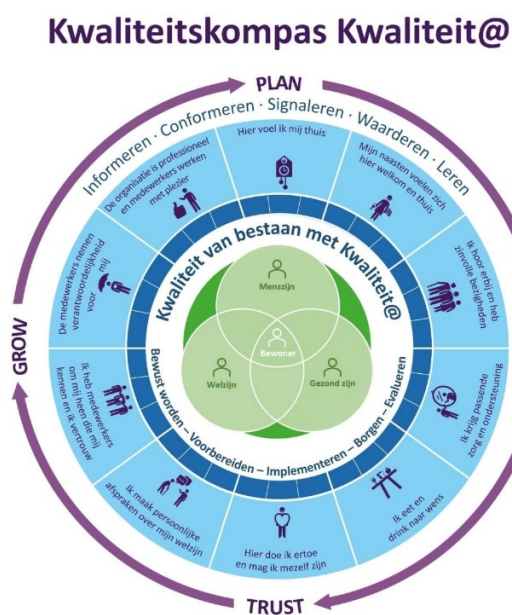 Kwaliteitskompas Kwaliteit@
PLAN
Informeren · Conformeren · Signaleren · Waarderen · Leren
Hier voel ik mij thuis
Mijn naasten voelen zich
hier welkom en thuis
Ik hoor erbij en heb
zinvolle bezigheden
Ik krijg passende
zorg en ondersteuning
Ik eet en
drink naar wens
Hier doe ik ertoe
en mag ik mezelf zijn
Ik maak persoonlijke
afspraken over mijn welzijn
Ik heb medewerkers
om mij heen die mij
kennen an ik vertrouw
De medewerkers nemen
verantwoordelijkheid
voor mij
De organisatie is professioneel
en medewerkers werken
met plezier
Kwaliteit van bestaan met Kwaliteit@
Menszijn
Bewoner
Welzijn
Gezond zijn
Bewust worden – Voorbereiden – Implementeren – Borgen – Evalueren
GROW
TRUST